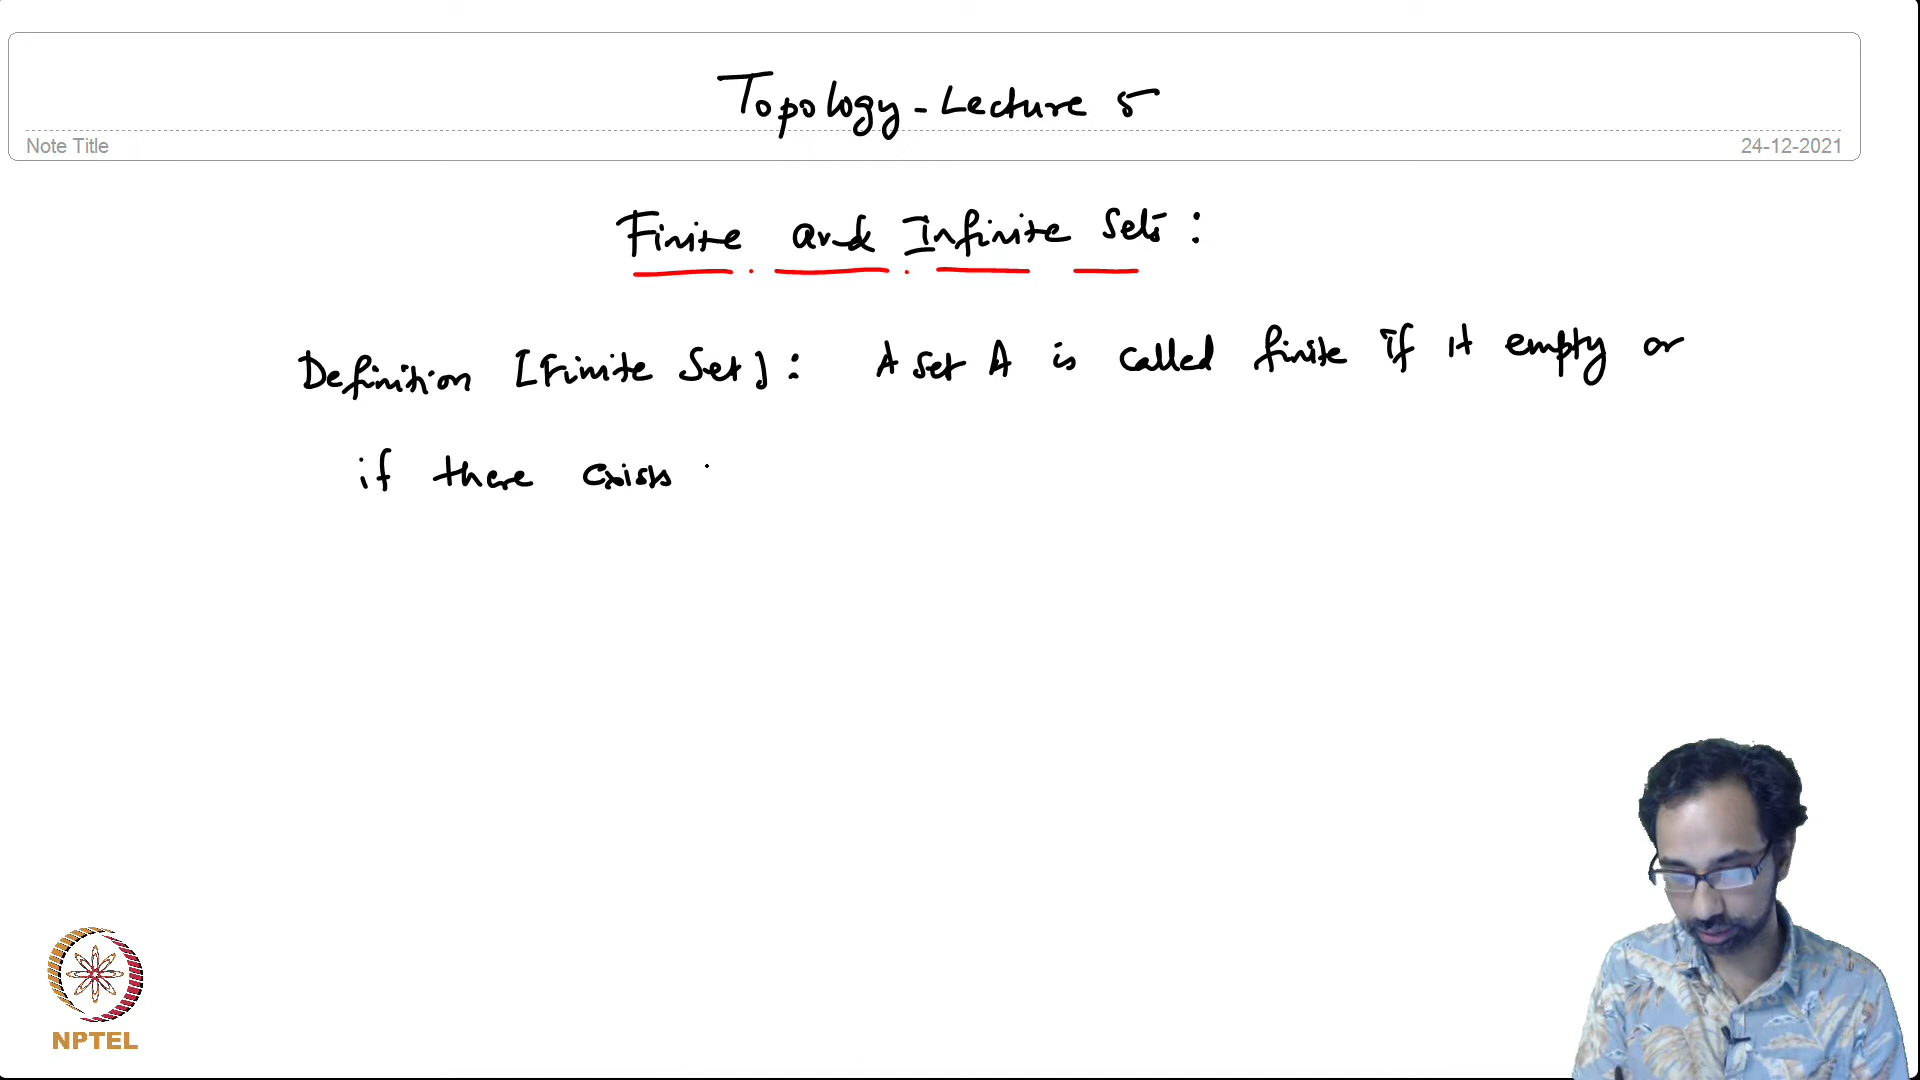 Topology - Lecture 5
Note Title
24-12-2021
Finite and Infinite Sets :
Definition [Finite Set] : A set A is called finite if it empty or
if there exists
NPTEL